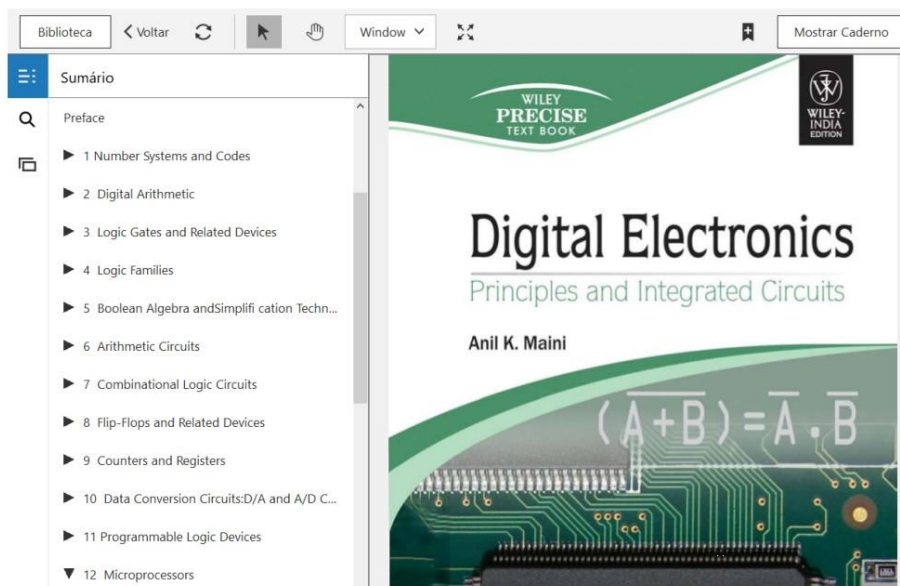 Biblioteca
Voltar
Window
Mostrar Caderno
Sumário
Preface
1 Number Systems and Codes
2 Digital Arithmetic
3 Logic Gates and Related Devices
4 Logic Families
5 Boolean Algebra andSimplifi cation Techn...
6 Arithmetic Circuits
7 Combinational Logic Circuits
8 Flip-Flops and Related Devices
9 Counters and Registers
10 Data Conversion Circuits:D/A and A/D C...
11 Programmable Logic Devices
12 Microprocessors
WILEY
PRECISE
TEXT BOOK
WILEY-
INDIA
EDITION
Digital Electronics
Principles and Integrated Circuits
Anil K. Maini
(A̅+̅B̅)=A̅.B̅